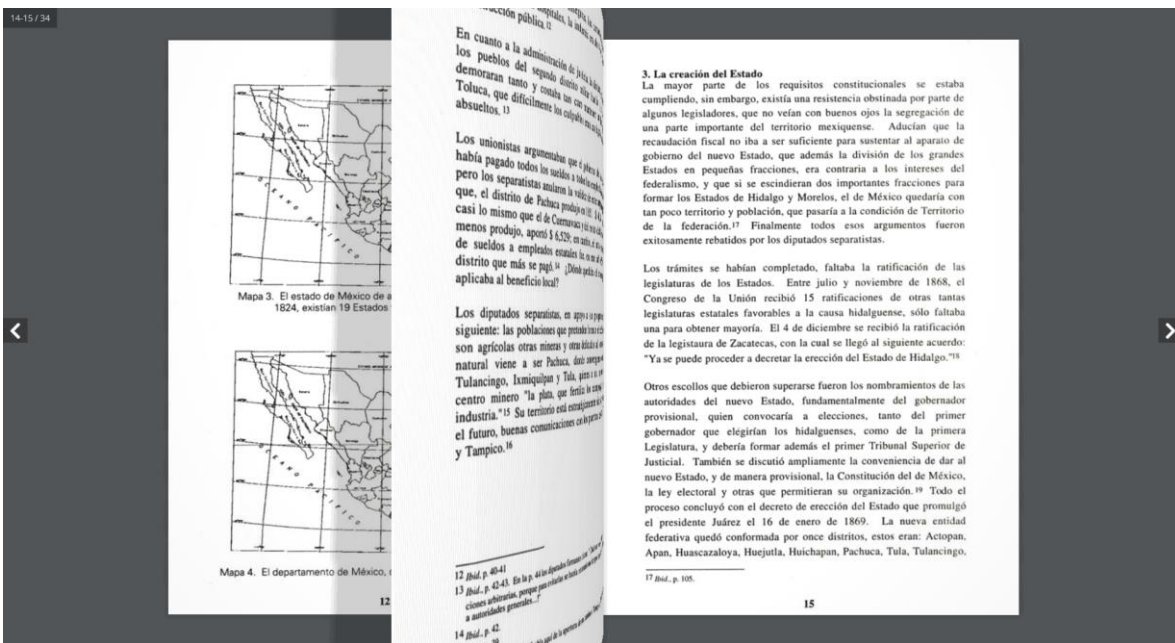 14-15 / 34
Mapa 3. El estado de México de a
1824, existían 19 Estados
Mapa 4. El departamento de México,
12
pública.12
En cuanto a la administración de
los pueblos del segundo distrito
demoraran tanto y costaba tan
Toluca, que difícilmente los
absueltos. 13
Los unionistas argumentaban que
había pagado todos los sueldos a
pero los separatistas anularon la
que, el distrito de Pachuca produjo en
casi lo mismo que el de Cuernavaca
menos produjo, aportó $ 6,529;
de sueldos a empleados estatales
distrito que más se pagó.14 ¿Dónde
aplicaba al beneficio local?
Los diputados separatistas, en apoyo a
siguiente: las poblaciones que
son agrícolas otras mineras y otras
natural viene a ser Pachuca, donde
Tulancingo, Ixmiquilpan y Tula,
centro minero "la plata, que fertiliza
industria."15 Su territorio está
el futuro, buenas comunicaciones con
y Tampico.16
12 Ibid. p. 40-41
13 Ibid., p. 42-43. En la p. 44 los diputados
ciones arbitrarias, porque para
a autoridades generales..."
14 Ibid., p. 42.
3. La creación del Estado
La mayor parte de los requisitos constitucionales se estaba
cumpliendo, sin embargo, existía una resistencia obstinada por parte de
algunos legisladores, que no veían con buenos ojos la segregación de
una parte importante del territorio mexiquense. Aducían que la
recaudación fiscal no iba a ser suficiente para sustentar al aparato de
gobierno del nuevo Estado, que además la división de los grandes
Estados en pequeñas fracciones, era contraria a los intereses del
federalismo, y que si se escindieran dos importantes fracciones para
formar los Estados de Hidalgo y Morelos, el de México quedaría con
tan poco territorio y población, que pasaría a la condición de Territorio
de la federación.17 Finalmente todos esos argumentos fueron
exitosamente rebatidos por los diputados separatistas.
Los trámites se habían completado, faltaba la ratificación de las
legislaturas de los Estados. Entre julio y noviembre de 1868, el
Congreso de la Unión recibió 15 ratificaciones de otras tantas
legislaturas estatales favorables a la causa hidalguense, sólo faltaba
una para obtener mayoría. El 4 de diciembre se recibió la ratificación
de la legistaura de Zacatecas, con la cual se llegó al siguiente acuerdo:
"Ya se puede proceder a decretar la erección del Estado de Hidalgo."18
Otros escollos que debieron superarse fueron los nombramientos de las
autoridades del nuevo Estado, fundamentalmente del gobernador
provisional, quien convocaría a elecciones, tanto del primer
gobernador que elegirían los hidalguenses, como de la primera
Legislatura, y debería formar además el primer Tribunal Superior de
Justicial. También se discutió ampliamente la conveniencia de dar al
nuevo Estado, y de manera provisional, la Constitución del de México,
la ley electoral y otras que permitieran su organización.19 Todo el
proceso concluyó con el decreto de erección del Estado que promulgó
el presidente Juárez el 16 de enero de 1869. La nueva entidad
federativa quedó conformada por once distritos, estos eran: Actopan,
Apan, Huascazaloya, Huejutla, Huichapan, Pachuca, Tula, Tulancingo,
17 Ibid., p. 105.
15